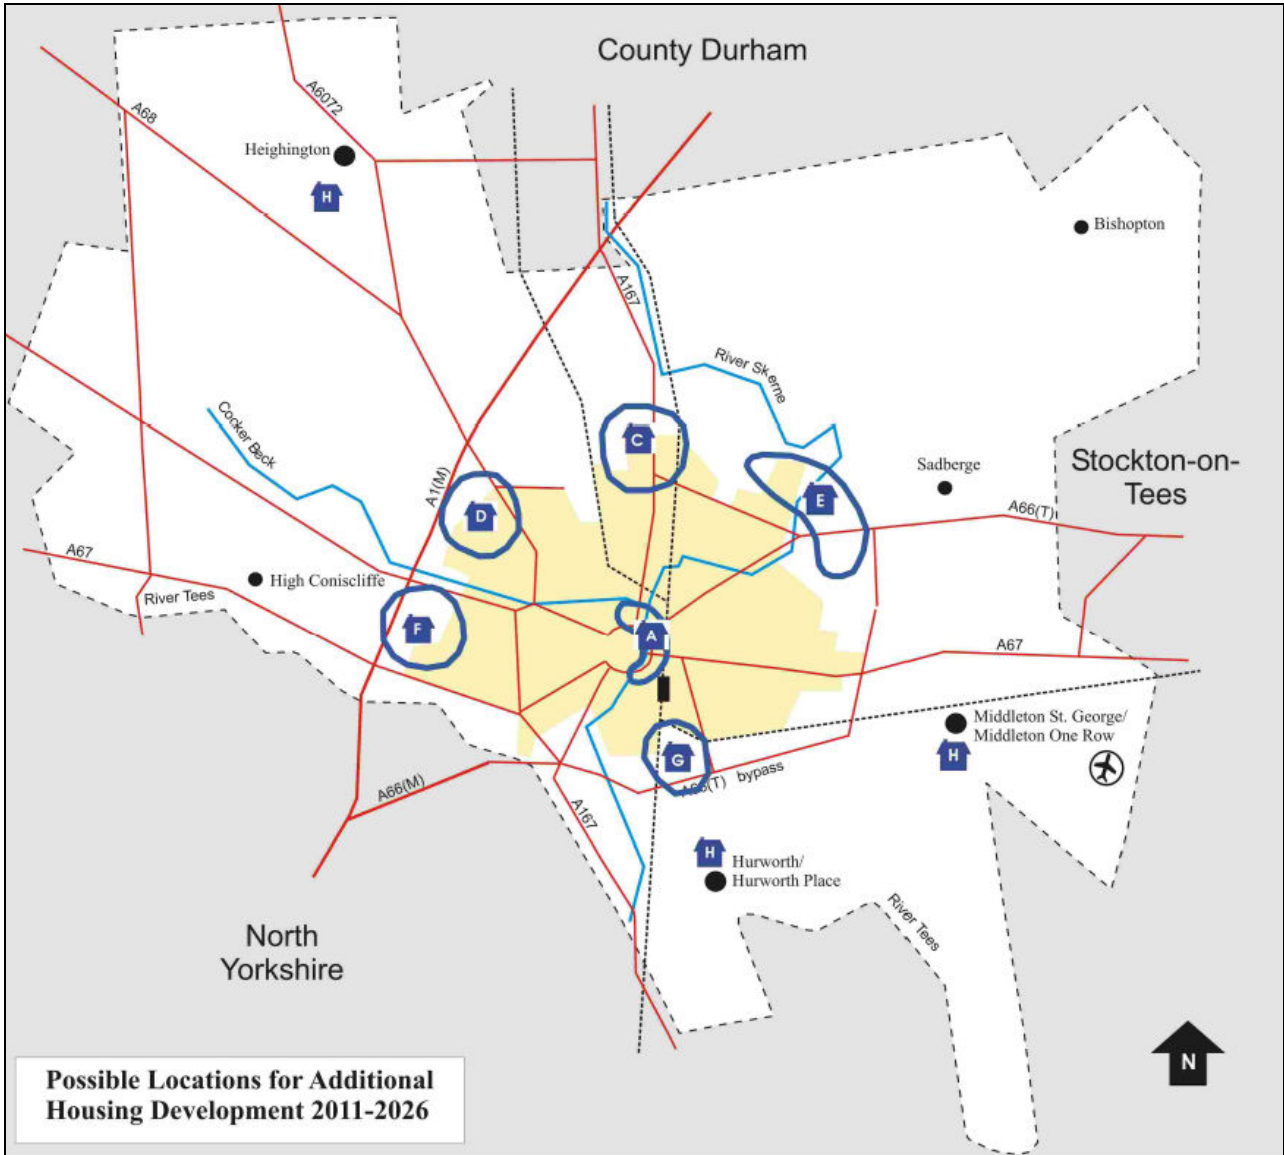 County Durham
A6072
A68
Heighington
H
Bishopton
A167
River Skerne
Cocker Beck
C
Sadberge
Stockton-on-
Tees
A1(M)
E
D
A66(T)
A67
High Coniscliffe
River Tees
F
A
A67
Middleton St. George/
Middleton One Row
H
G
A66(T) bypass
A66(M)
A167
H
Hurworth/
Hurworth Place
River Tees
North
Yorkshire
N
Possible Locations for Additional
Housing Development 2011-2026